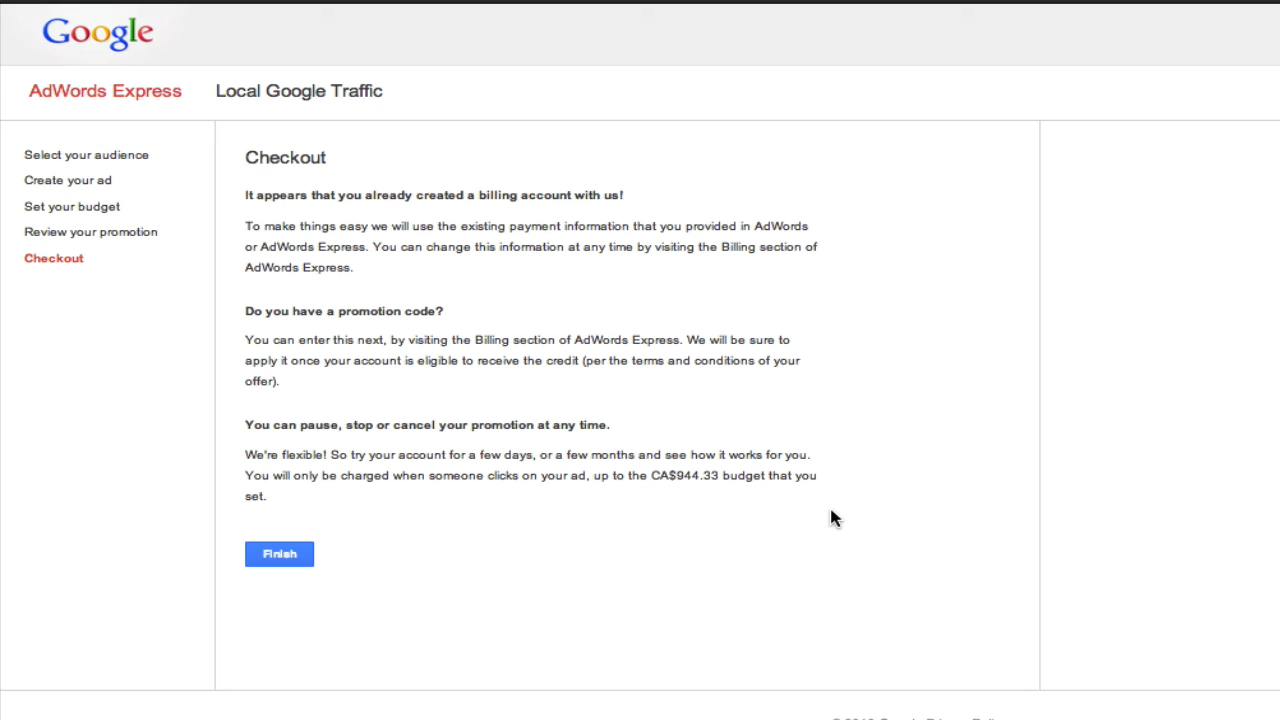 Google
AdWords Express
Local Google Traffic
Select your audience
Create your ad
Set your budget
Review your promotion
Checkout
Checkout
It appears that you already created a billing account with us!
To make things easy we will use the existing payment information that you provided in AdWords
or AdWords Express. You can change this information at any time by visiting the Billing section of
AdWords Express.
Do you have a promotion code?
You can enter this next, by visiting the Billing section of AdWords Express. We will be sure to
apply it once your account is eligible to receive the credit (per the terms and conditions of your
offer).
You can pause, stop or cancel your promotion at any time.
We're flexible! So try your account for a few days, or a few months and see how it works for you.
You will only be charged when someone clicks on your ad, up to the CA$944.33 budget that you
set.
Finish